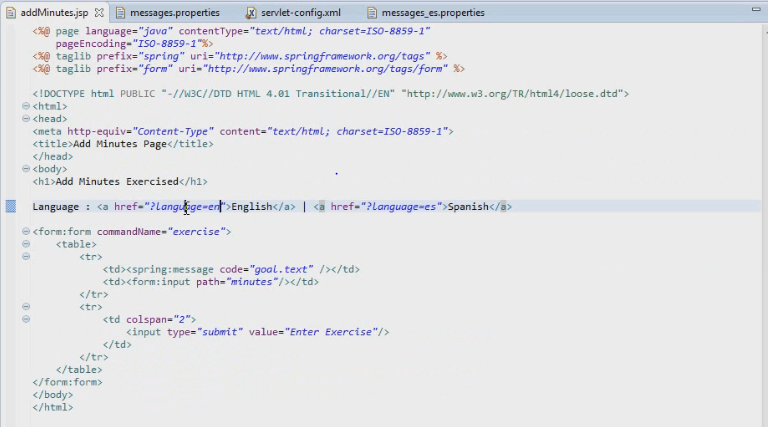 addMinutes.jsp messages.properties servlet-config.xml messages_es.properties
<%@ page language="java" contentType="text/html; charset=ISO-8859-1"
pageEncoding="ISO-8859-1"%>
<%@ taglib prefix="spring" uri="http://www.springframework.org/tags" %>
<%@ taglib prefix="form" uri="http://www.springframework.org/tags/form" %>
<!DOCTYPE html PUBLIC "-//W3C//DTD HTML 4.01 Transitional//EN" "http://www.w3.org/TR/html4/loose.dtd">
<html>
<head>
<meta http-equiv="Content-Type" content="text/html; charset=ISO-8859-1">
<title>Add Minutes Page</title>
</head>
<body>
<h1>Add Minutes Exercised</h1>
Language : <a href="?language=en">English</a> | <a href="?language=es">Spanish</a>
<form:form commandName="exercise">
<table>
<tr>
<td><spring:message code="goal.text" /></td>
<td><form:input path="minutes"/></td>
</tr>
<tr>
<td colspan="2">
<input type="submit" value="Enter Exercise"/>
</td>
</tr>
</table>
</form:form>
</body>
</html>